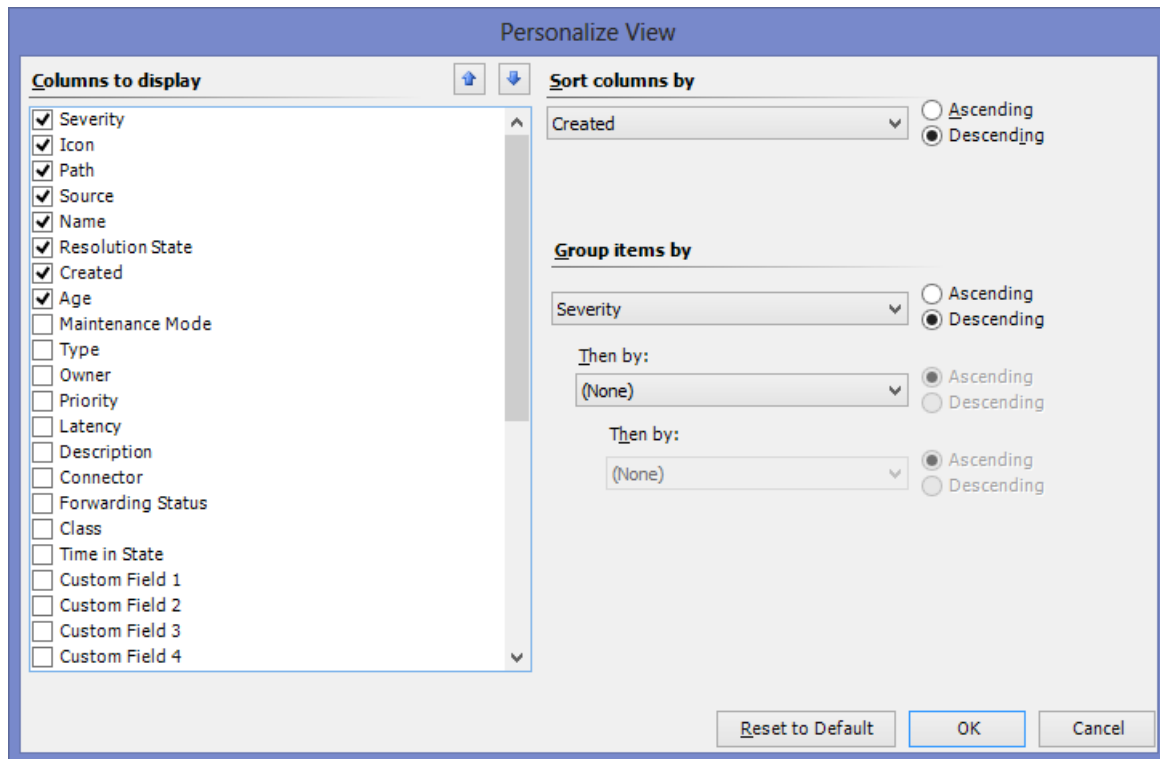 Personalize View
Columns to display
Severity
Icon
Path
Source
Name
Resolution State
Created
Age
Maintenance Mode
Type
Owner
Priority
Latency
Description
Connector
Forwarding Status
Class
Time in State
Custom Field 1
Custom Field 2
Custom Field 3
Custom Field 4
Sort columns by
Created
Ascending
Descending
Group items by
Severity
Ascending
Descending
Then by:
(None)
Ascending
Descending
Then by:
(None)
Ascending
Descending
Reset to Default
OK
Cancel